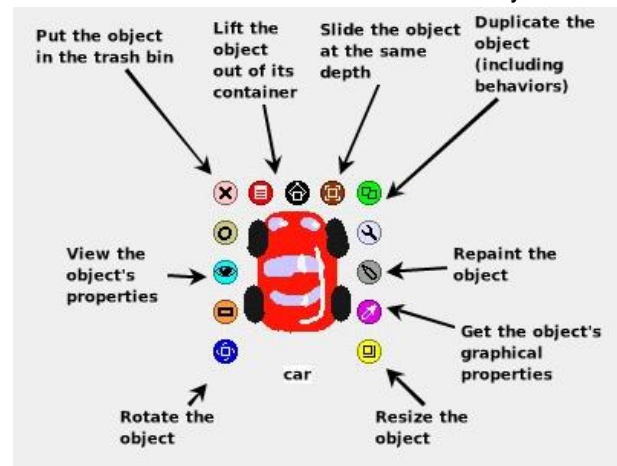 Put the object
in the trash bin
Lift the
object
out of its
container
Slide the object
at the same
depth
Duplicate the
object
(including
behaviors)
View the
object's
properties
Repaint the
object
Get the object's
graphical
properties
car
Rotate the
object
Resize the
object